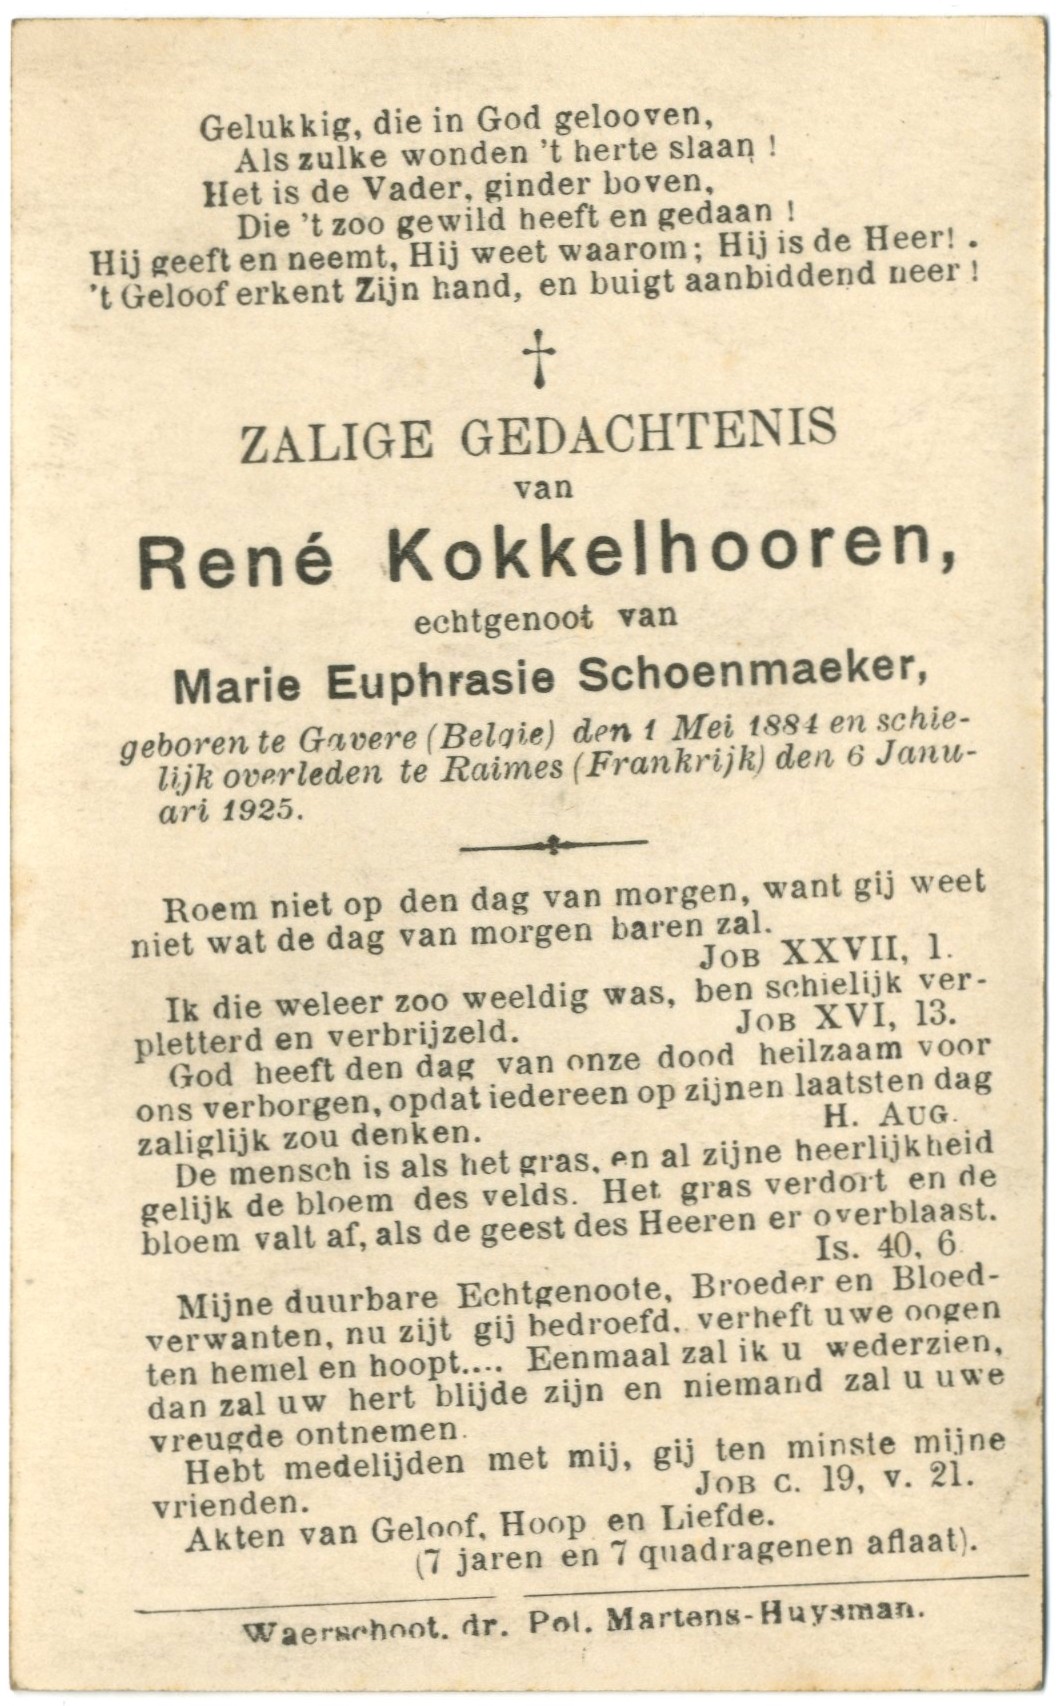 Gelukkig, die in God gelooven,
Als zulke wonden 't herte slaan !
Het is de Vader, ginder boven,
Die 't zoo gewild heeft en gedaan !
Hij geeft en neemt, Hij weet waarom; Hij is de Heer! .
't Geloof erkent Zijn hand, en buigt aanbiddend neer !
†
ZALIGE GEDACHTENIS
van
René Kokkelhooren,
echtgenoot van
Marie Euphrasie Schoenmaeker,
geboren te Gavere (Belgie) den 1 Mei 1884 en schie-
lijk overleden te Raimes (Frankrijk) den 6 Janu-
ari 1925.
Roem niet op den dag van morgen, want gij weet
niet wat de dag van morgen baren zal.
JOB XXVII, 1.
Ik die weleer zoo weeldig was, ben schielijk ver-
pletterd en verbrijzeld. JOB XVI, 13.
God heeft den dag van onze dood heilzaam voor
ons verborgen, opdat iedereen op zijnen laatsten dag
zaliglijk zou denken. H. AUG.
De mensch is als het gras, en al zijne heerlijkheid
gelijk de bloem des velds. Het gras verdort en de
bloem valt af, als de geest des Heeren er overblaast.
Is. 40, 6
Mijne duurbare Echtgenoote, Broeder en Bloed-
verwanten, nu zijt gij bedroefd, verheft uwe oogen
ten hemel en hoopt.... Eenmaal zal ik u wederzien,
dan zal uw hert blijde zijn en niemand zal u uwe
vreugde ontnemen.
Hebt medelijden met mij, gij ten minste mijne
vrienden. JOB C. 19, v. 21.
Akten van Geloof, Hoop en Liefde.
(7 jaren en 7 quadragenen aflaat).
Waerschoot, dr. Pol. Martens-Huysman.